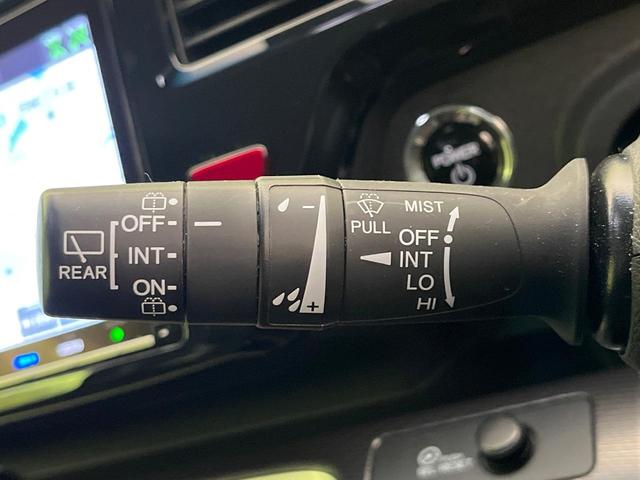 POWER
OFF
INT
ON
REAR
-
+
PULL
MIST
OFF
INT
LO
HI